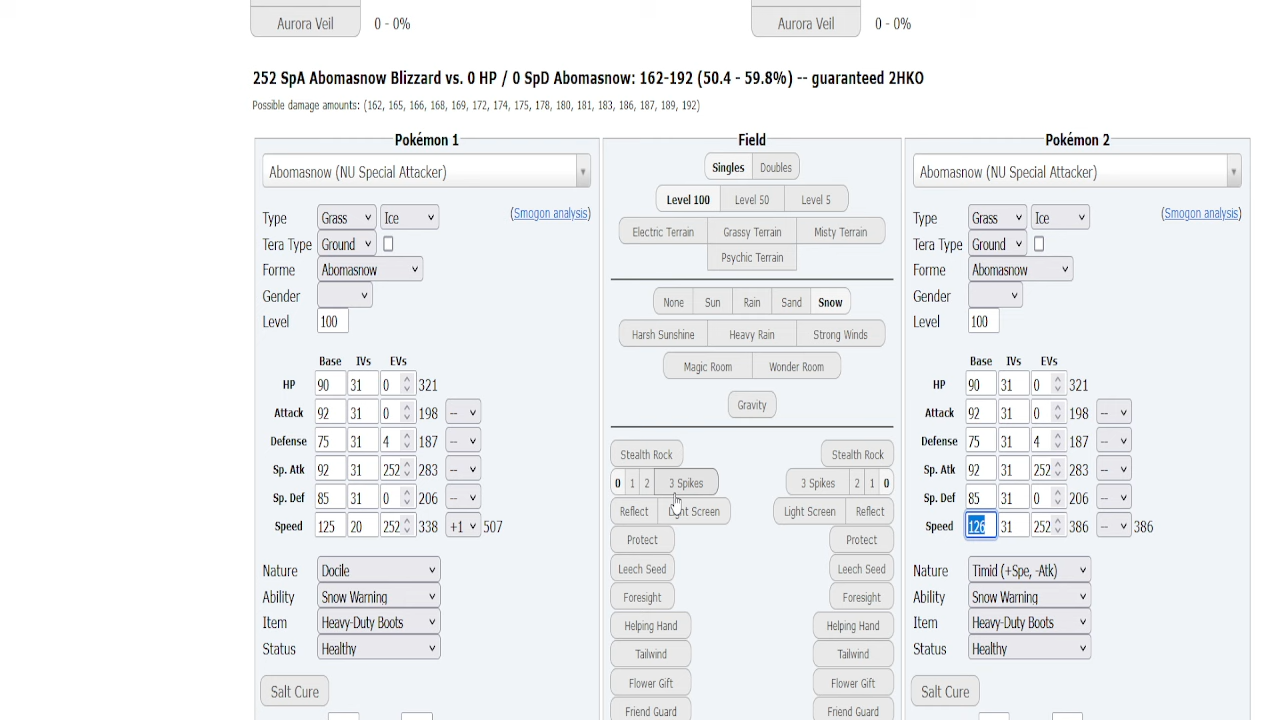 Aurora Veil 0 - 0% Aurora Veil 0 - 0%
252 SpA Abomasnow Blizzard vs. 0 HP / 0 SpD Abomasnow: 162-192 (50.4 - 59.8%) -- guaranteed 2HKO
Possible damage amounts: (162, 165, 166, 168, 169, 172, 174, 175, 178, 180, 181, 183, 186, 187, 189, 192)
Pokémon 1
Abomasnow (NU Special Attacker)
Type Grass Ice (Smogon analysis)
Tera Type Ground
Forme Abomasnow
Gender
Level 100
Base IVs EVs
HP 90 31 0 321
Attack 92 31 0 198 --
Defense 75 31 4 187 --
Sp. Atk 92 31 252 283 --
Sp. Def 85 31 0 206 --
Speed 125 20 252 338 +1 507
Nature Docile
Ability Snow Warning
Item Heavy-Duty Boots
Status Healthy
Salt Cure
Field
Singles Doubles
Level 100 Level 50 Level 5
Electric Terrain Grassy Terrain Misty Terrain
Psychic Terrain
None Sun Rain Sand Snow
Harsh Sunshine Heavy Rain Strong Winds
Magic Room Wonder Room
Gravity
Stealth Rock Stealth Rock
0 1 2 3 Spikes 3 Spikes 2 1 0
Reflect Light Screen Light Screen Reflect
Protect Protect
Leech Seed Leech Seed
Foresight Foresight
Helping Hand Helping Hand
Tailwind Tailwind
Flower Gift Flower Gift
Friend Guard Friend Guard
Pokémon 2
Abomasnow (NU Special Attacker)
Type Grass Ice (Smogon analysis)
Tera Type Ground
Forme Abomasnow
Gender
Level 100
Base IVs EVs
HP 90 31 0 321
Attack 92 31 0 198 --
Defense 75 31 4 187 --
Sp. Atk 92 31 252 283 --
Sp. Def 85 31 0 206 --
Speed 126 31 252 386 -- 386
Nature Timid (+Spe, -Atk)
Ability Snow Warning
Item Heavy-Duty Boots
Status Healthy
Salt Cure